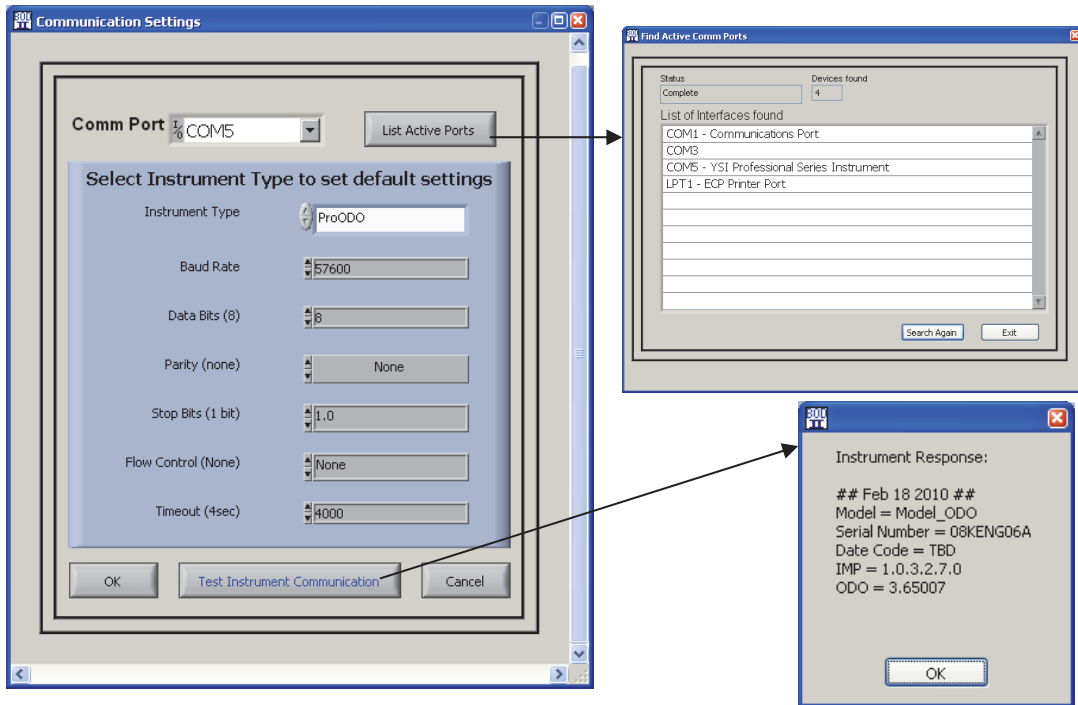 Communication Settings
Comm Port
COM5
List Active Ports
Select Instrument Type to set default settings
Instrument Type
ProODO
Baud Rate
57600
Data Bits (8)
8
Parity (none)
None
Stop Bits (1 bit)
1.0
Flow Control (None)
None
Timeout (4sec)
4000
OK
Test Instrument Communication
Cancel
Find Active Comm Ports
Status
Devices found
Complete
4
List of Interfaces found
COM1 - Communications Port
COM3
COM5 - YSI Professional Series Instrument
LPT1 - ECP Printer Port
Search Again
Exit
Instrument Response:
## Feb 18 2010 ##
Model = Model_ODO
Serial Number = 08KENG06A
Date Code = TBD
IMP = 1.0.3.2.7.0
ODO = 3.65007
OK